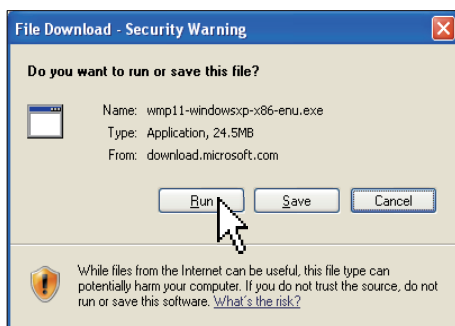 File Download - Security Warning
Do you want to run or save this file?
Name: wmp11-windowsxp-x86-enu.exe
Type: Application, 24.5MB
From: download.microsoft.com
Run Save Cancel
While files from the Internet can be useful, this file type can
potentially harm your computer. If you do not trust the source, do not
run or save this software. What's the risk?